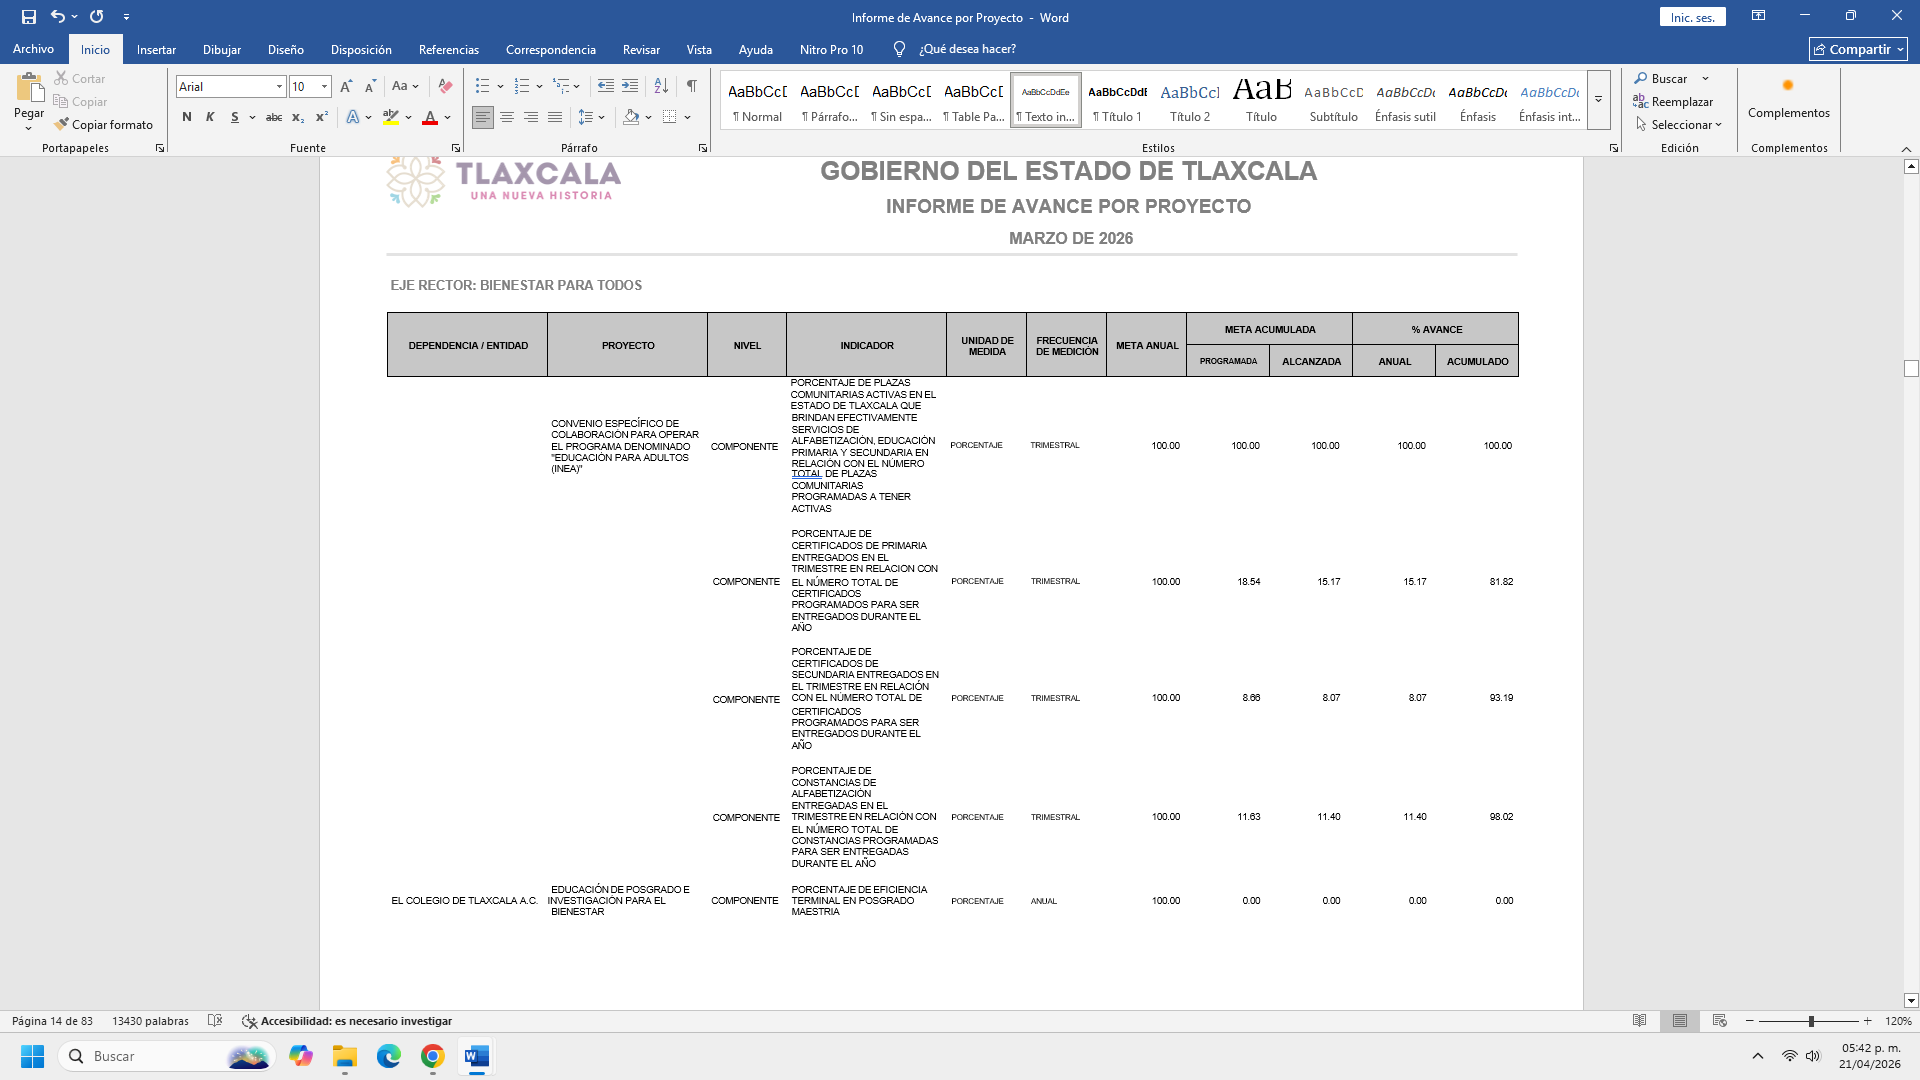 Informe de Avance por Proyecto - Word
Inic. ses.
Archivo Inicio Insertar Dibujar Diseño Disposición Referencias Correspondencia Revisar Vista Ayuda Nitro Pro 10 ¿Qué desea hacer? Compartir
Pegar
Cortar
Copiar
Copiar formato
Portapapeles
Arial 10
Aa
N K S abc x₂ x²
Fuente
Párrafo
AaBbCcDdEe
¶ Normal
¶ Párrafo...
¶ Sin espa...
¶ Table Pa...
¶ Texto in...
¶ Título 1
Título 2
Título
Subtítulo
Énfasis sutil
Énfasis
Énfasis int...
Estilos
Buscar
Reemplazar
Seleccionar
Edición
Complementos
Complementos
TLAXCALA
UNA NUEVA HISTORIA
GOBIERNO DEL ESTADO DE TLAXCALA
INFORME DE AVANCE POR PROYECTO
MARZO DE 2026
EJE RECTOR: BIENESTAR PARA TODOS
DEPENDENCIA / ENTIDAD
PROYECTO
NIVEL
INDICADOR
UNIDAD DE
MEDIDA
FRECUENCIA
DE MEDICIÓN
META ANUAL
META ACUMULADA
PROGRAMADA
ALCANZADA
% AVANCE
ANUAL
ACUMULADO
CONVENIO ESPECÍFICO DE
COLABORACIÓN PARA OPERAR
EL PROGRAMA DENOMINADO
"EDUCACIÓN PARA ADULTOS
(INEA)"
COMPONENTE
PORCENTAJE DE PLAZAS
COMUNITARIAS ACTIVAS EN EL
ESTADO DE TLAXCALA QUE
BRINDAN EFECTIVAMENTE
SERVICIOS DE
ALFABETIZACIÓN, EDUCACIÓN
PRIMARIA Y SECUNDARIA EN
RELACIÓN CON EL NÚMERO
TOTAL DE PLAZAS
COMUNITARIAS
PROGRAMADAS A TENER
ACTIVAS
PORCENTAJE TRIMESTRAL 100.00 100.00 100.00 100.00 100.00
COMPONENTE
PORCENTAJE DE
CERTIFICADOS DE PRIMARIA
ENTREGADOS EN EL
TRIMESTRE EN RELACION CON
EL NÚMERO TOTAL DE
CERTIFICADOS
PROGRAMADOS PARA SER
ENTREGADOS DURANTE EL
AÑO
PORCENTAJE TRIMESTRAL 100.00 18.54 15.17 15.17 81.82
COMPONENTE
PORCENTAJE DE
CERTIFICADOS DE
SECUNDARIA ENTREGADOS EN
EL TRIMESTRE EN RELACIÓN
CON EL NÚMERO TOTAL DE
CERTIFICADOS
PROGRAMADOS PARA SER
ENTREGADOS DURANTE EL
AÑO
PORCENTAJE TRIMESTRAL 100.00 8.66 8.07 8.07 93.19
COMPONENTE
PORCENTAJE DE
CONSTANCIAS DE
ALFABETIZACIÓN
ENTREGADAS EN EL
TRIMESTRE EN RELACIÓN CON
EL NÚMERO TOTAL DE
CONSTANCIAS PROGRAMADAS
PARA SER ENTREGADAS
DURANTE EL AÑO
PORCENTAJE TRIMESTRAL 100.00 11.63 11.40 11.40 98.02
EL COLEGIO DE TLAXCALA A.C.
EDUCACIÓN DE POSGRADO E
INVESTIGACIÓN PARA EL
BIENESTAR
COMPONENTE
PORCENTAJE DE EFICIENCIA
TERMINAL EN POSGRADO
MAESTRIA
PORCENTAJE ANUAL 100.00 0.00 0.00 0.00 0.00
Página 14 de 83 13430 palabras Accesibilidad: es necesario investigar 120%
Buscar
05:42 p. m.
21/04/2026